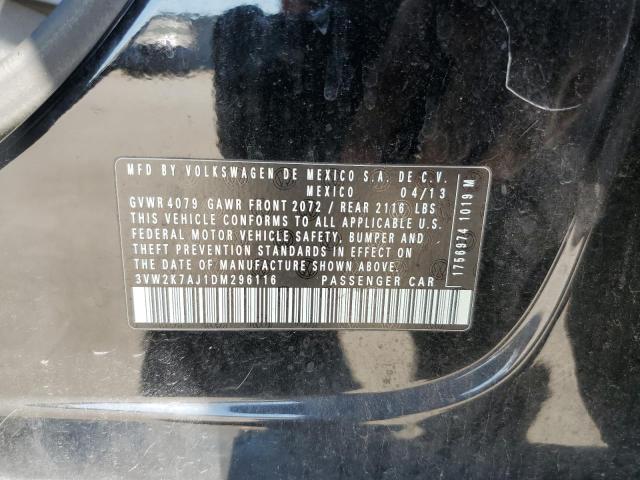 MFD BY VOLKSWAGEN DE MEXICO S.A. DE C.V.
MEXICO 04/13
GVWR 4079 GAWR FRONT 2072 / REAR 2116 LBS
THIS VEHICLE CONFORMS TO ALL APPLICABLE U.S.
FEDERAL MOTOR VEHICLE SAFETY, BUMPER AND
THEFT PREVENTION STANDARDS IN EFFECT ON THE
DATE OF MANUFACTURE SHOWN ABOVE.
3VW2K7AJ1DM296116 PASSENGER CAR
1756974 1019 M